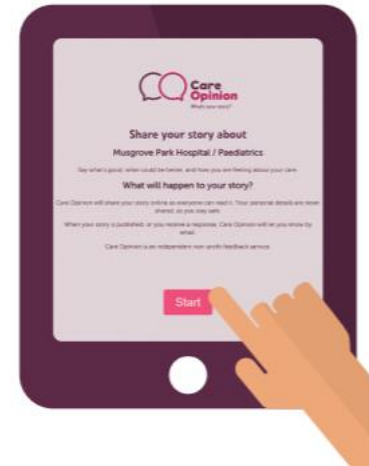 Care
Opinion
What's your story?
Share your story about
Musgrove Park Hospital / Paediatrics
Say what's good, what could be better, and how you are feeling about your care.
What will happen to your story?
Care Opinion will share your story online so everyone can read it. Your personal details are never
shared, so you stay safe.
When your story is published, or you receive a response, Care Opinion will let you know by
email.
Care Opinion is an independent non-profit feedback service.
Start